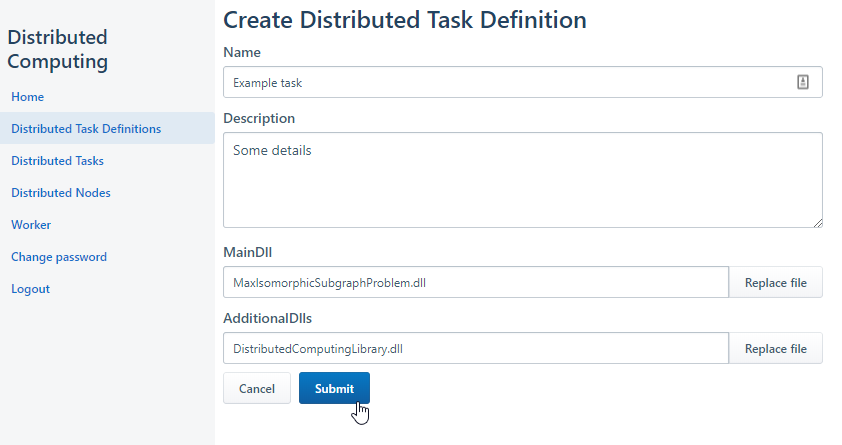 Distributed
Computing
Home
Distributed Task Definitions
Distributed Tasks
Distributed Nodes
Worker
Change password
Logout
Create Distributed Task Definition
Name
Example task
Description
Some details
MainDll
MaxIsomorphicSubgraphProblem.dll
Replace file
AdditionalDlls
DistributedComputingLibrary.dll
Replace file
Cancel
Submit